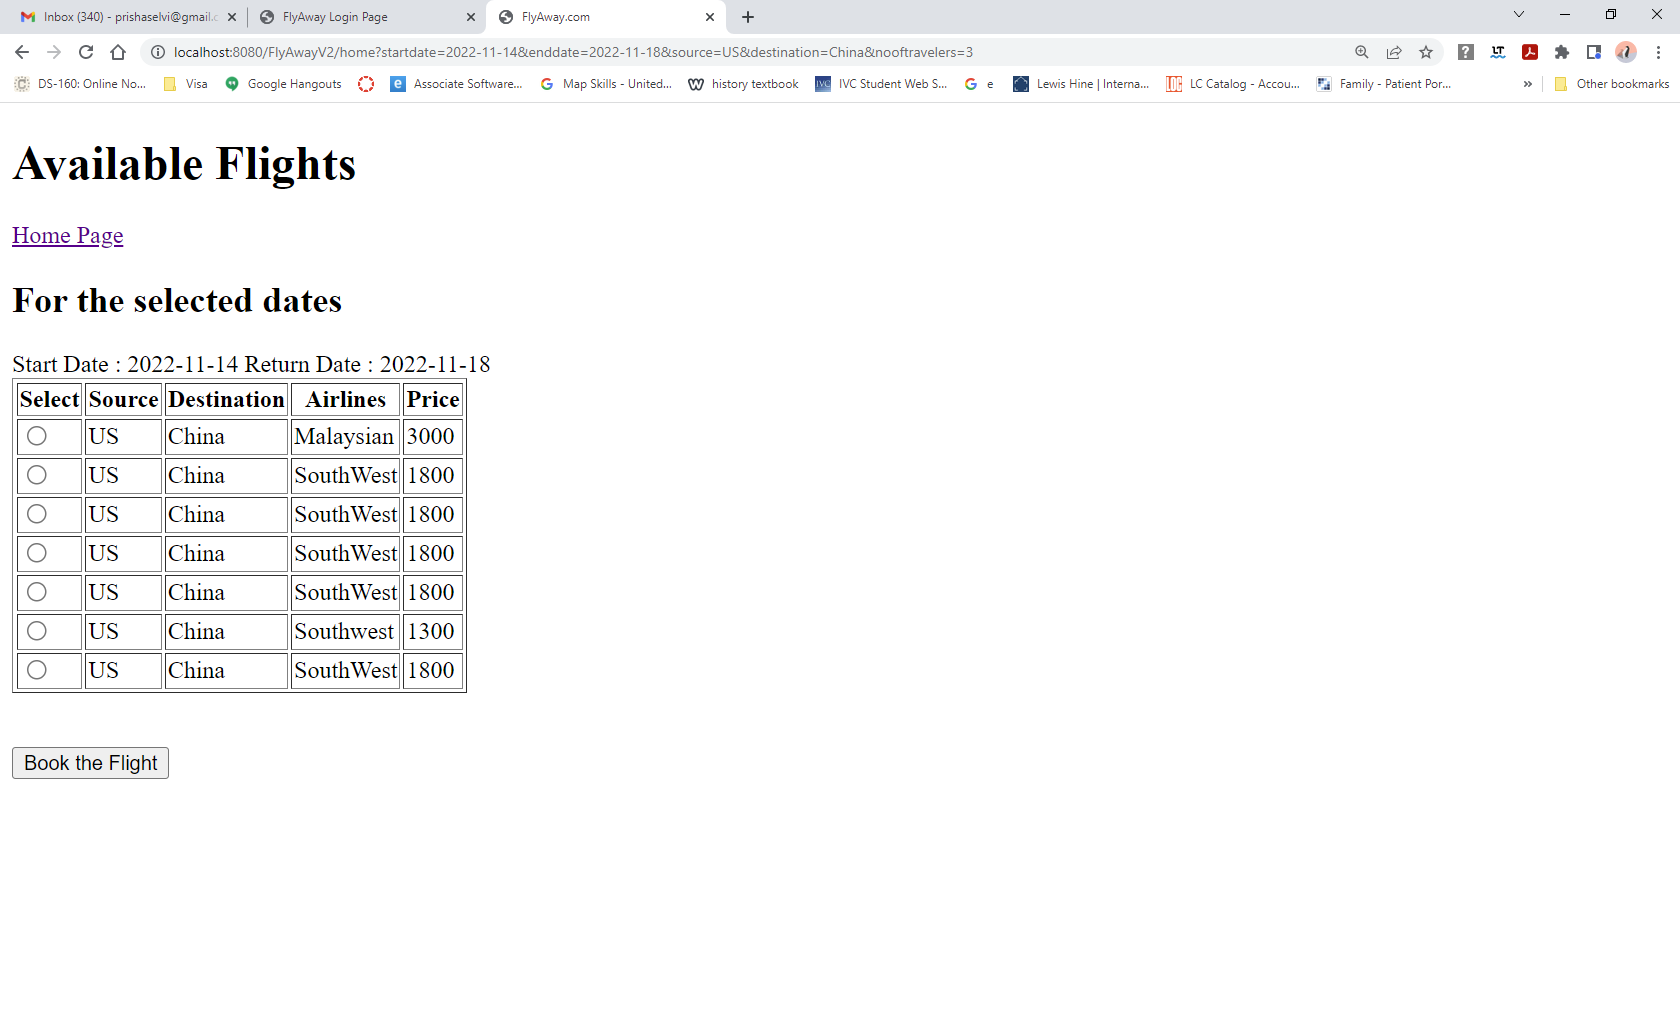 Inbox (340) - prishaselvi@gmail.c
FlyAway Login Page
FlyAway.com
localhost:8080/FlyAwayV2/home?startdate=2022-11-14&enddate=2022-11-18&source=US&destination=China&nooftravelers=3
DS-160: Online No... Visa Google Hangouts e Associate Software... Map Skills - United... history textbook IVC IVC Student Web S... e Lewis Hine | Interna... LC Catalog - Accou... Family - Patient Por... » Other bookmarks
Available Flights
Home Page
For the selected dates
Start Date : 2022-11-14 Return Date : 2022-11-18
Select Source Destination Airlines Price
US China Malaysian 3000
US China SouthWest 1800
US China SouthWest 1800
US China SouthWest 1800
US China SouthWest 1800
US China Southwest 1300
US China SouthWest 1800
Book the Flight